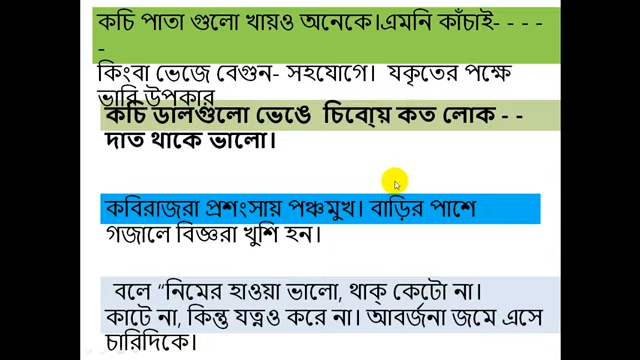 কচি পাতা গুলো খায়ও অনেকে।এমনি কাঁচাই- - - -
-
কিংবা ভেজে বেগুন- সহযোগে। যকৃতের পক্ষে
ভারি উপকার
কচি ডালগুলো ভেঙে চিবো্য় কত লোক - -
দাত থাকে ভালো।
কবিরাজরা প্রশংসায় পঞ্চমুখ। বাড়ির পাশে
গজালে বিজ্ঞরা খুশি হন।
বলে “নিমের হাওয়া ভালো, থাক্ কেটো না।
কাটে না, কিন্তু যত্নও করে না। আবর্জনা জমে এসে
চারিদিকে।